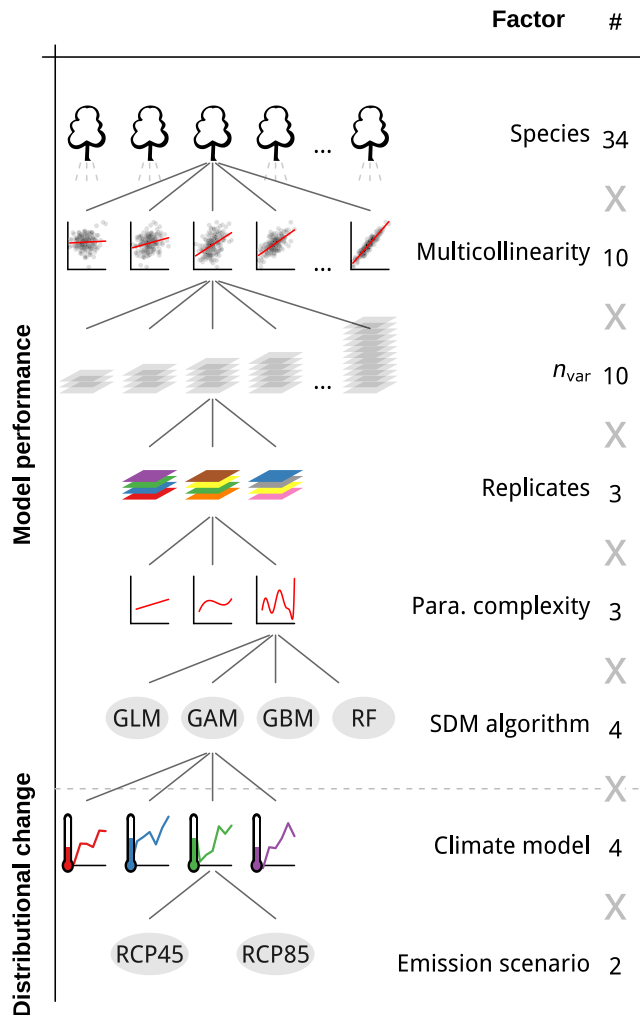 Factor #
Species 34
...
X
Multicollinearity 10
...
X
nvar 10
...
X
Replicates 3
X
Para. complexity 3
X
GLM GAM GBM RF SDM algorithm 4
X
Climate model 4
X
RCP45 RCP85 Emission scenario 2
Model performance
Distributional change